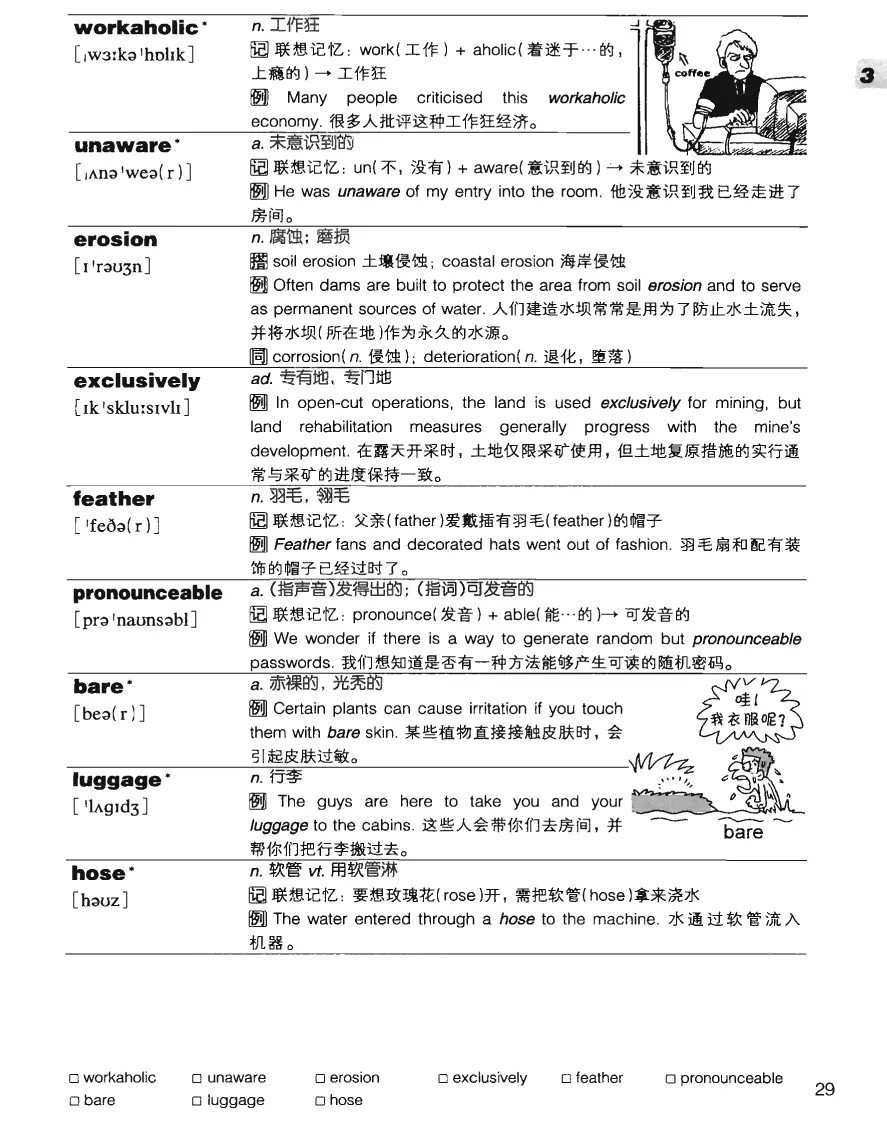 workaholic*
[ˌwɜːkəˈhɒlɪk]
n. 工作狂
记 联想记忆: work(工作) + aholic(着迷于…的,
上瘾的) → 工作狂
例 Many people criticised this workaholic
economy. 很多人批评这种工作狂经济。
coffee
3
unaware*
[ˌʌnəˈweə(r)]
a. 未意识到的
记 联想记忆: un(不, 没有) + aware(意识到的) → 未意识到的
例 He was unaware of my entry into the room. 他没意识到我已经走进了
房间。
erosion
[ɪˈrəʊʒn]
n. 腐蚀; 磨损
搭 soil erosion 土壤侵蚀; coastal erosion 海岸侵蚀
例 Often dams are built to protect the area from soil erosion and to serve
as permanent sources of water. 人们建造水坝常常是用为了防止水土流失,
并将水坝(所在地)作为永久的水源。
同 corrosion(n. 侵蚀); deterioration(n. 退化, 堕落)
exclusively
[ɪkˈskluːsɪvlɪ]
ad. 专有地、专门地
例 In open-cut operations, the land is used exclusively for mining, but
land rehabilitation measures generally progress with the mine's
development. 在露天开采时, 土地仅限采矿使用, 但土地复原措施的实行通
常与采矿的进度保持一致。
feather
[ˈfeðə(r)]
n. 羽毛, 翎毛
记 联想记忆: 父亲(father)爱戴插有羽毛(feather)的帽子
例 Feather fans and decorated hats went out of fashion. 羽毛扇和配有装
饰的帽子已经过时了。
pronounceable
[prəˈnaʊnsəbl]
a. (指声音)发得出的; (指词)可发音的
记 联想记忆: pronounce(发音) + able(能…的)→ 可发音的
例 We wonder if there is a way to generate random but pronounceable
passwords. 我们想知道是否有一种方法能够产生可读的随机密码。
bare*
[beə(r)]
a. 赤裸的, 光秃的
例 Certain plants can cause irritation if you touch
them with bare skin. 某些植物直接接触皮肤时, 会
引起皮肤过敏。
哇!
我衣服呢?
bare
luggage*
[ˈlʌgɪdʒ]
n. 行李
例 The guys are here to take you and your
luggage to the cabins. 这些人会带你们去房间, 并
帮你们把行李搬过去。
hose*
[həʊz]
n. 软管 vt. 用软管淋
记 联想记忆: 要想玫瑰花(rose)开, 需把软管(hose)拿来浇水
例 The water entered through a hose to the machine. 水通过软管流入
机器。
□ workaholic □ unaware □ erosion □ exclusively □ feather □ pronounceable
□ bare □ luggage □ hose
29